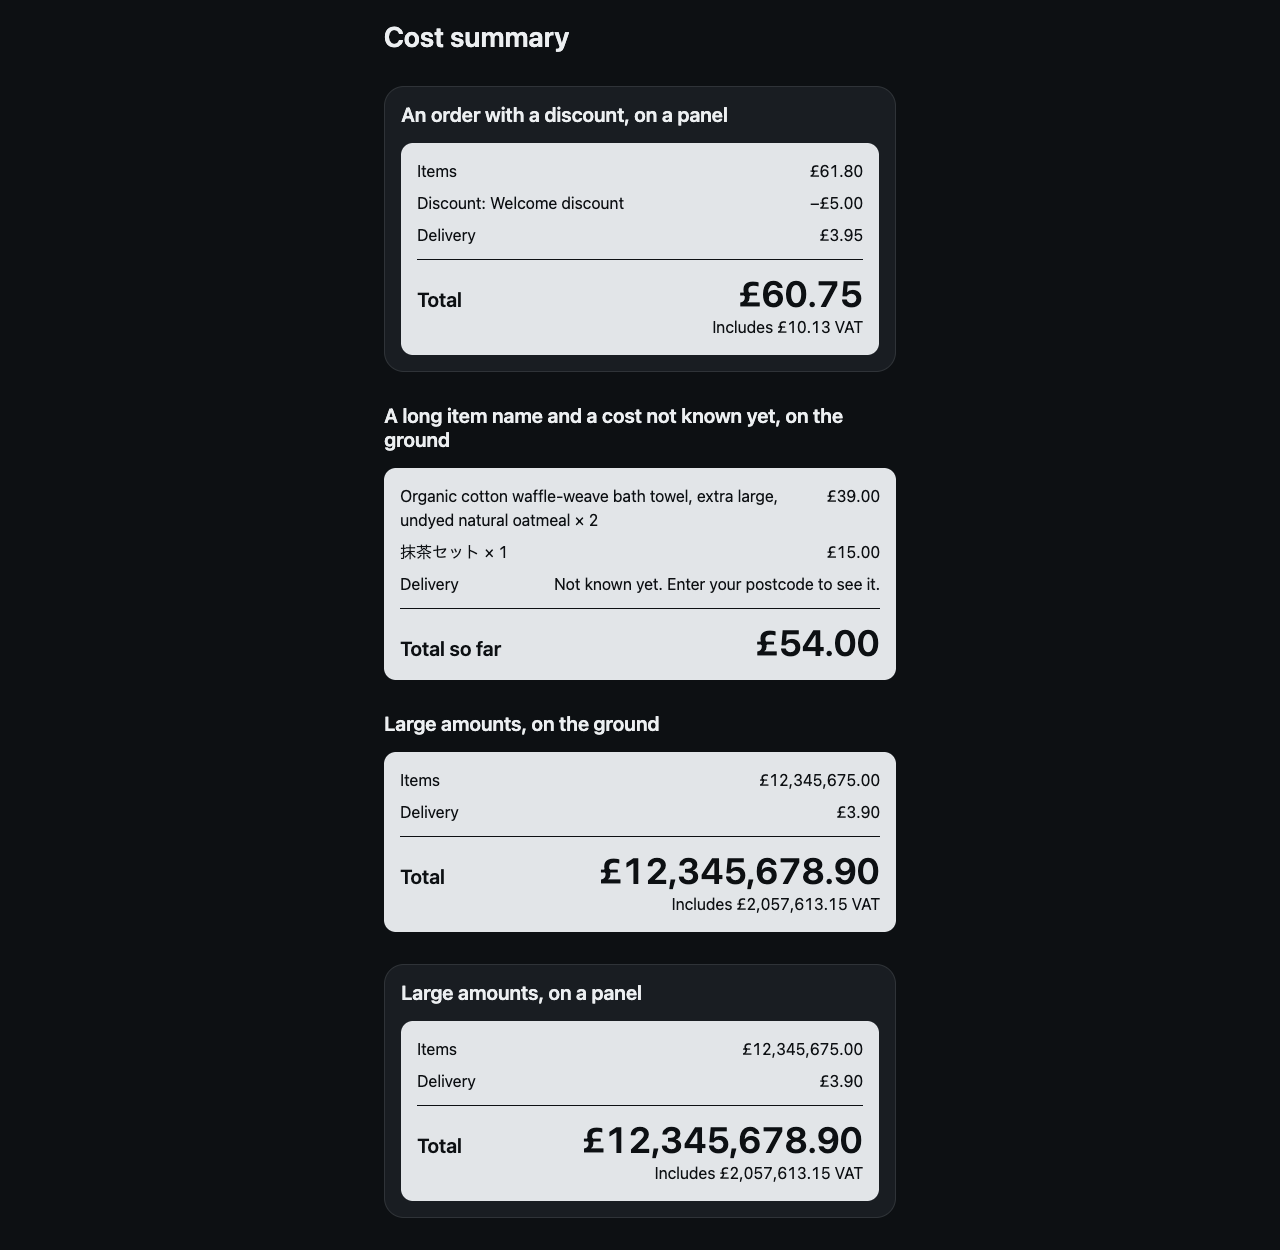 Cost summary
An order with a discount, on a panel
Items £61.80
Discount: Welcome discount −£5.00
Delivery £3.95
Total £60.75
Includes £10.13 VAT
A long item name and a cost not known yet, on the
ground
Organic cotton waffle-weave bath towel, extra large, £39.00
undyed natural oatmeal × 2
抹茶セット × 1 £15.00
Delivery Not known yet. Enter your postcode to see it.
Total so far £54.00
Large amounts, on the ground
Items £12,345,675.00
Delivery £3.90
Total £12,345,678.90
Includes £2,057,613.15 VAT
Large amounts, on a panel
Items £12,345,675.00
Delivery £3.90
Total £12,345,678.90
Includes £2,057,613.15 VAT